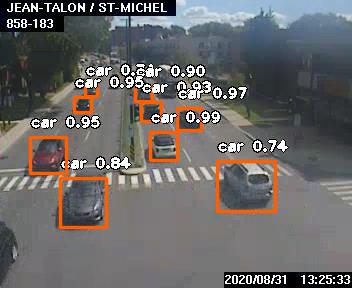 JEAN-TALON / ST-MICHEL
858-183
car 0.90
car 0.95
car 0.93
car 0.97
car 0.95
car 0.99
car 0.84
car 0.74
2020/08/31 13:25:33